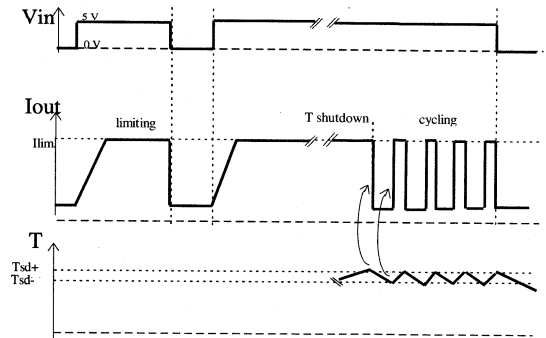 Vin
5 V
0 V
Iout
limiting
T shutdown
cycling
Ilim.
T
Tsd+
Tsd-